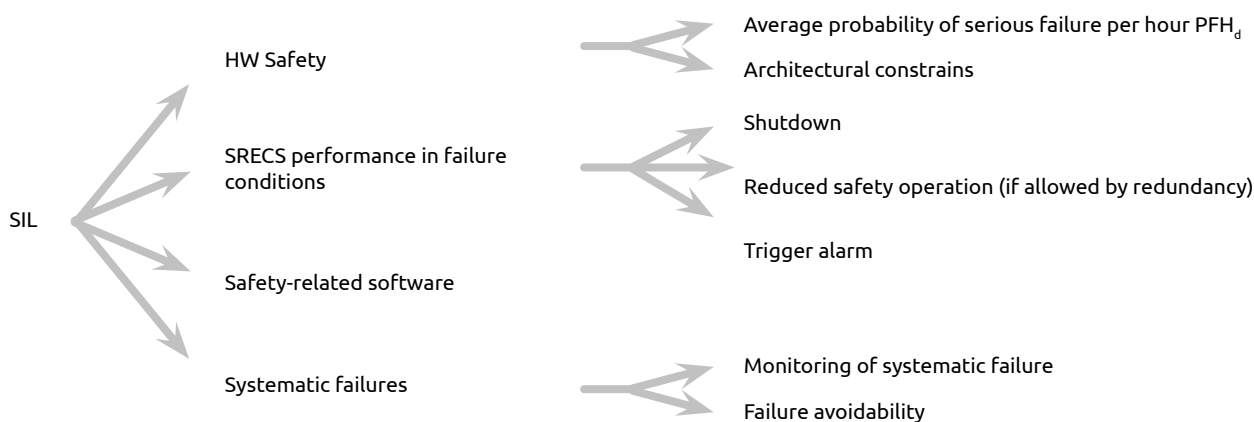 SIL
HW Safety
Average probability of serious failure per hour PFHd
Architectural constrains
SRECS performance in failure
conditions
Shutdown
Reduced safety operation (if allowed by redundancy)
Trigger alarm
Safety-related software
Systematic failures
Monitoring of systematic failure
Failure avoidability